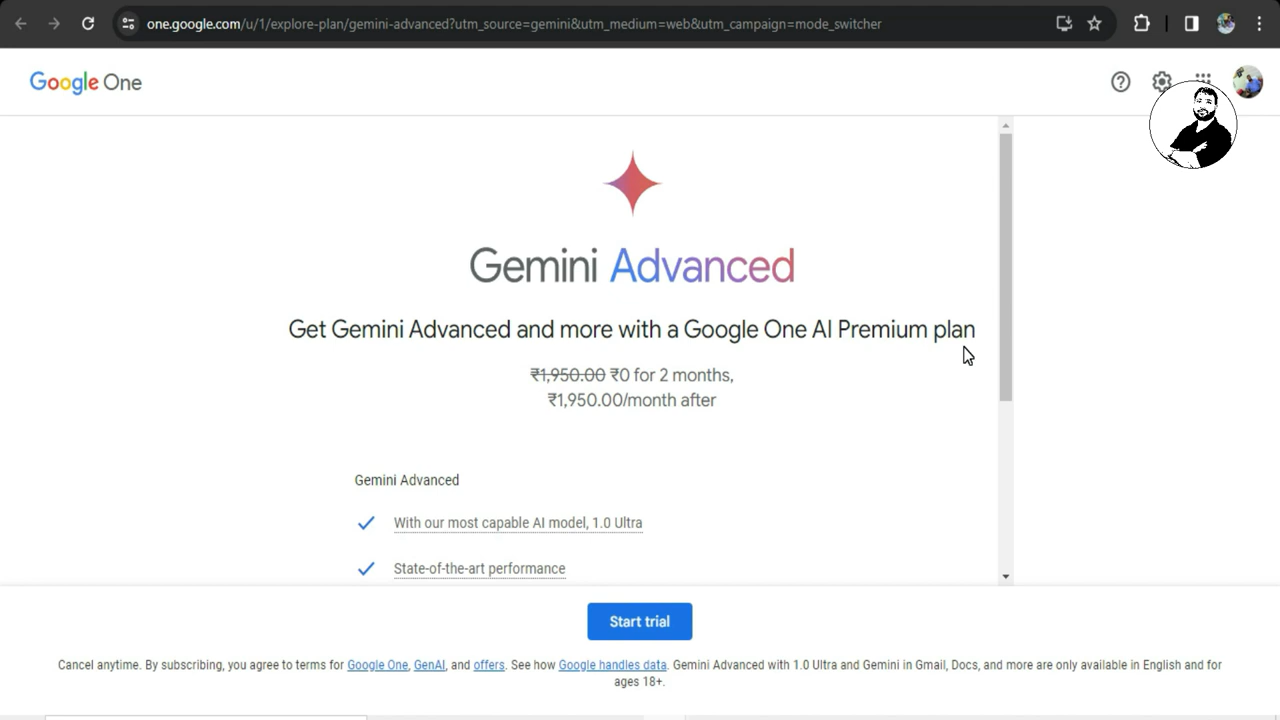 one.google.com/u/1/explore-plan/gemini-advanced?utm_source=gemini&utm_medium=web&utm_campaign=mode_switcher
Google One
Gemini Advanced
Get Gemini Advanced and more with a Google One AI Premium plan
₹1,950.00 ₹0 for 2 months,
₹1,950.00/month after
Gemini Advanced
With our most capable AI model, 1.0 Ultra
State-of-the-art performance
Start trial
Cancel anytime. By subscribing, you agree to terms for Google One, GenAI, and offers. See how Google handles data. Gemini Advanced with 1.0 Ultra and Gemini in Gmail, Docs, and more are only available in English and for
ages 18+.